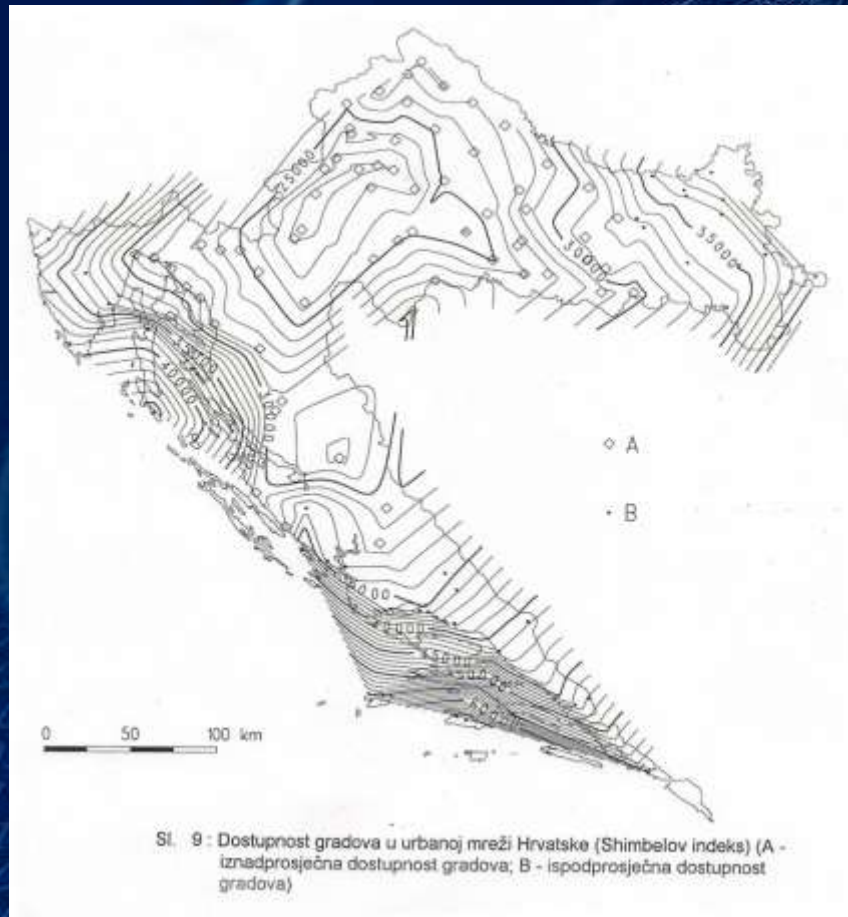 25000
30000
35000
35000
40000
A
B
0 50 100 km
Sl. 9 : Dostupnost gradova u urbanoj mreži Hrvatske (Shimbelov indeks) (A -
iznadprosječna dostupnost gradova; B - ispodprosječna dostupnost
gradova)